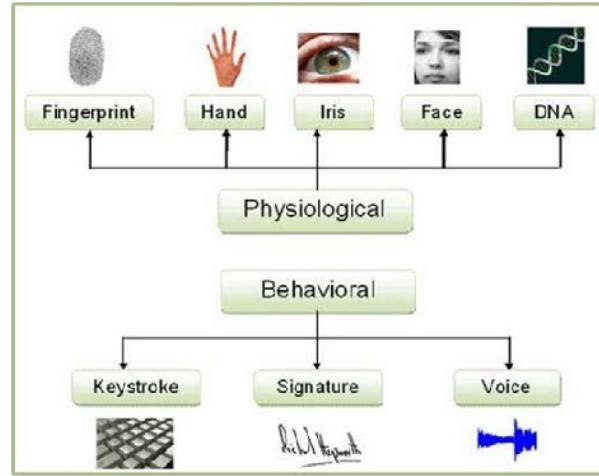 Fingerprint Hand Iris Face DNA
Physiological
Behavioral
Keystroke Signature Voice